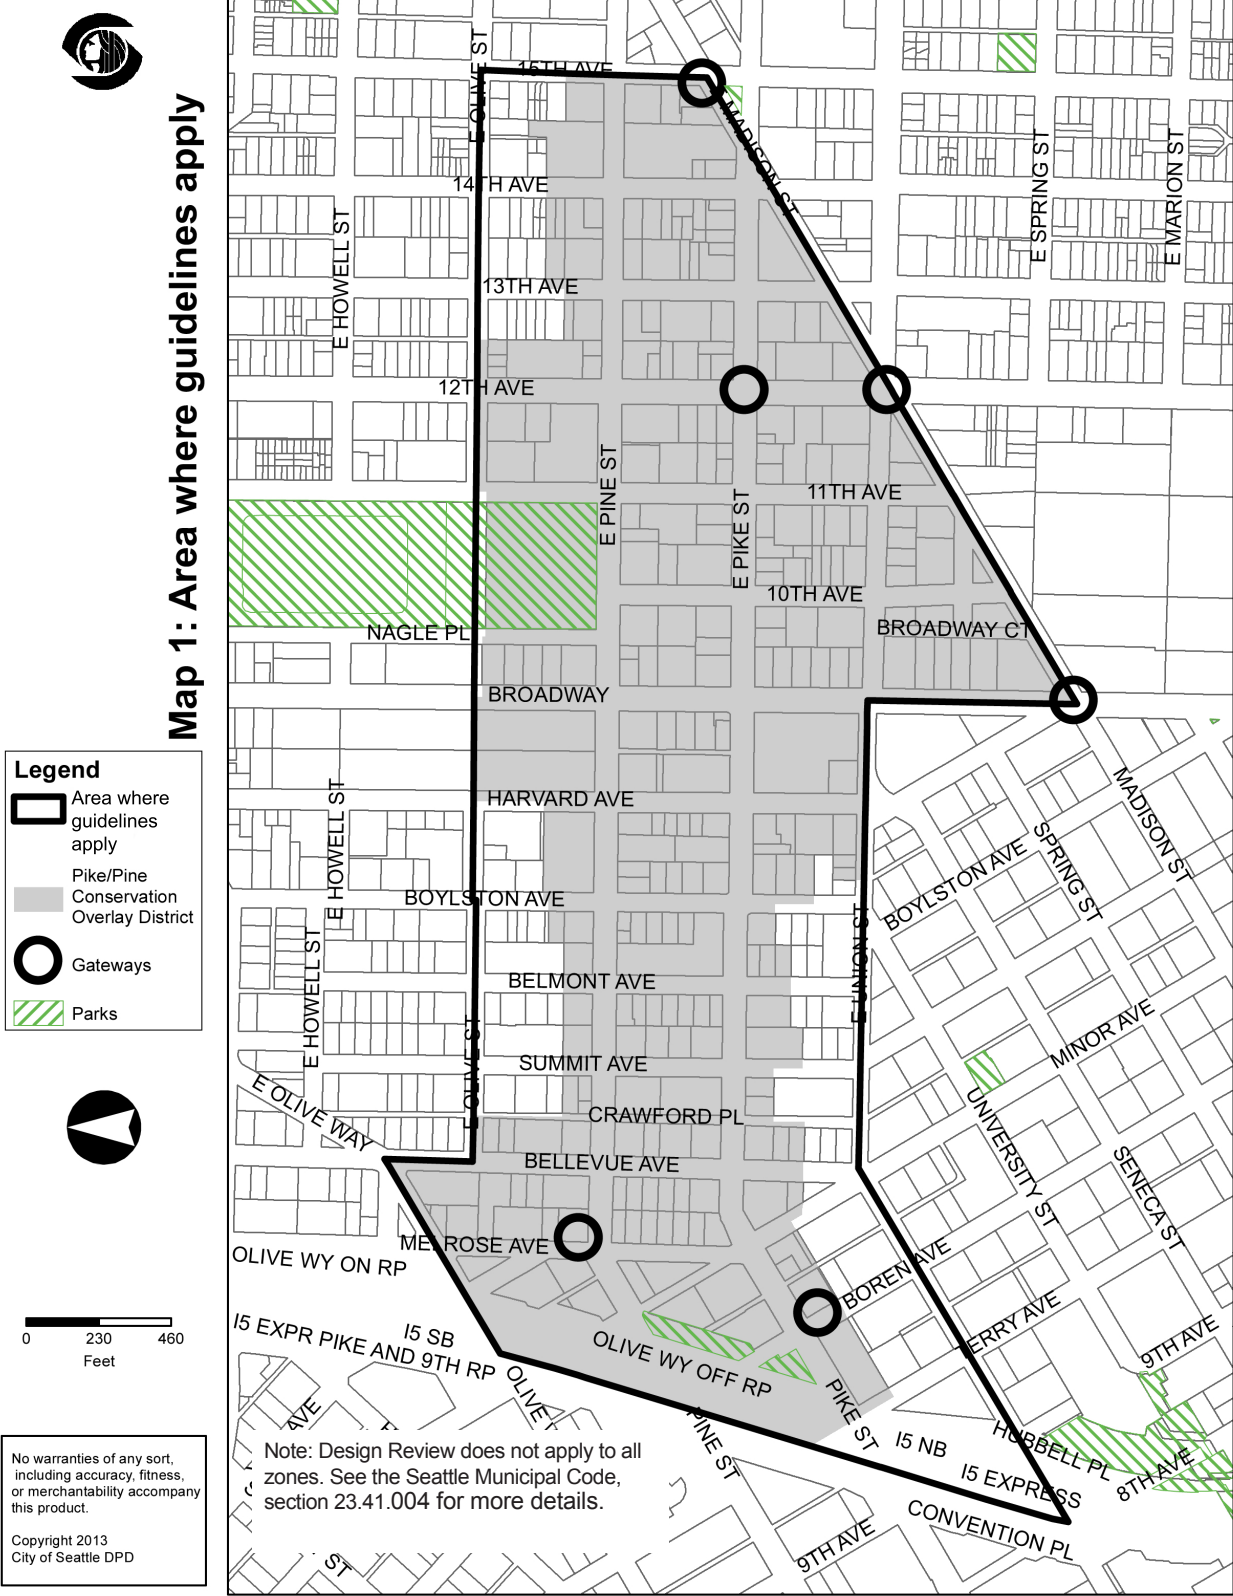 Map 1: Area where guidelines apply
Legend
Area where
guidelines
apply
Pike/Pine
Conservation
Overlay District
Gateways
Parks
0 230 460
Feet
No warranties of any sort,
including accuracy, fitness,
or merchantability accompany
this product.
Copyright 2013
City of Seattle DPD
E OLIVE ST
15TH AVE
MADISON ST
14TH AVE
E HOWELL ST
E SPRING ST
E MARION ST
13TH AVE
12TH AVE
E PINE ST
E PIKE ST
11TH AVE
10TH AVE
NAGLE PL
BROADWAY CT
BROADWAY
HARVARD AVE
E HOWELL ST
MADISON ST
SPRING ST
BOYLSTON AVE
BOYLSTON AVE
E HOWELL ST
E UNION ST
BELMONT AVE
E OLIVE ST
MINOR AVE
SUMMIT AVE
E OLIVE WAY
CRAWFORD PL
UNIVERSITY ST
BELLEVUE AVE
SENECA ST
MELROSE AVE
OLIVE WY ON RP
BOREN AVE
I5 SB
I5 EXPR PIKE AND 9TH RP
OLIVE WY OFF RP
ERRY AVE
9TH AVE
OLIVE
AVE
PINE ST
PIKE ST
I5 NB
HUBBELL PL
I5 EXPRESS
8TH AVE
CONVENTION PL
9TH AVE
ST
Note: Design Review does not apply to all
zones. See the Seattle Municipal Code,
section 23.41.004 for more details.